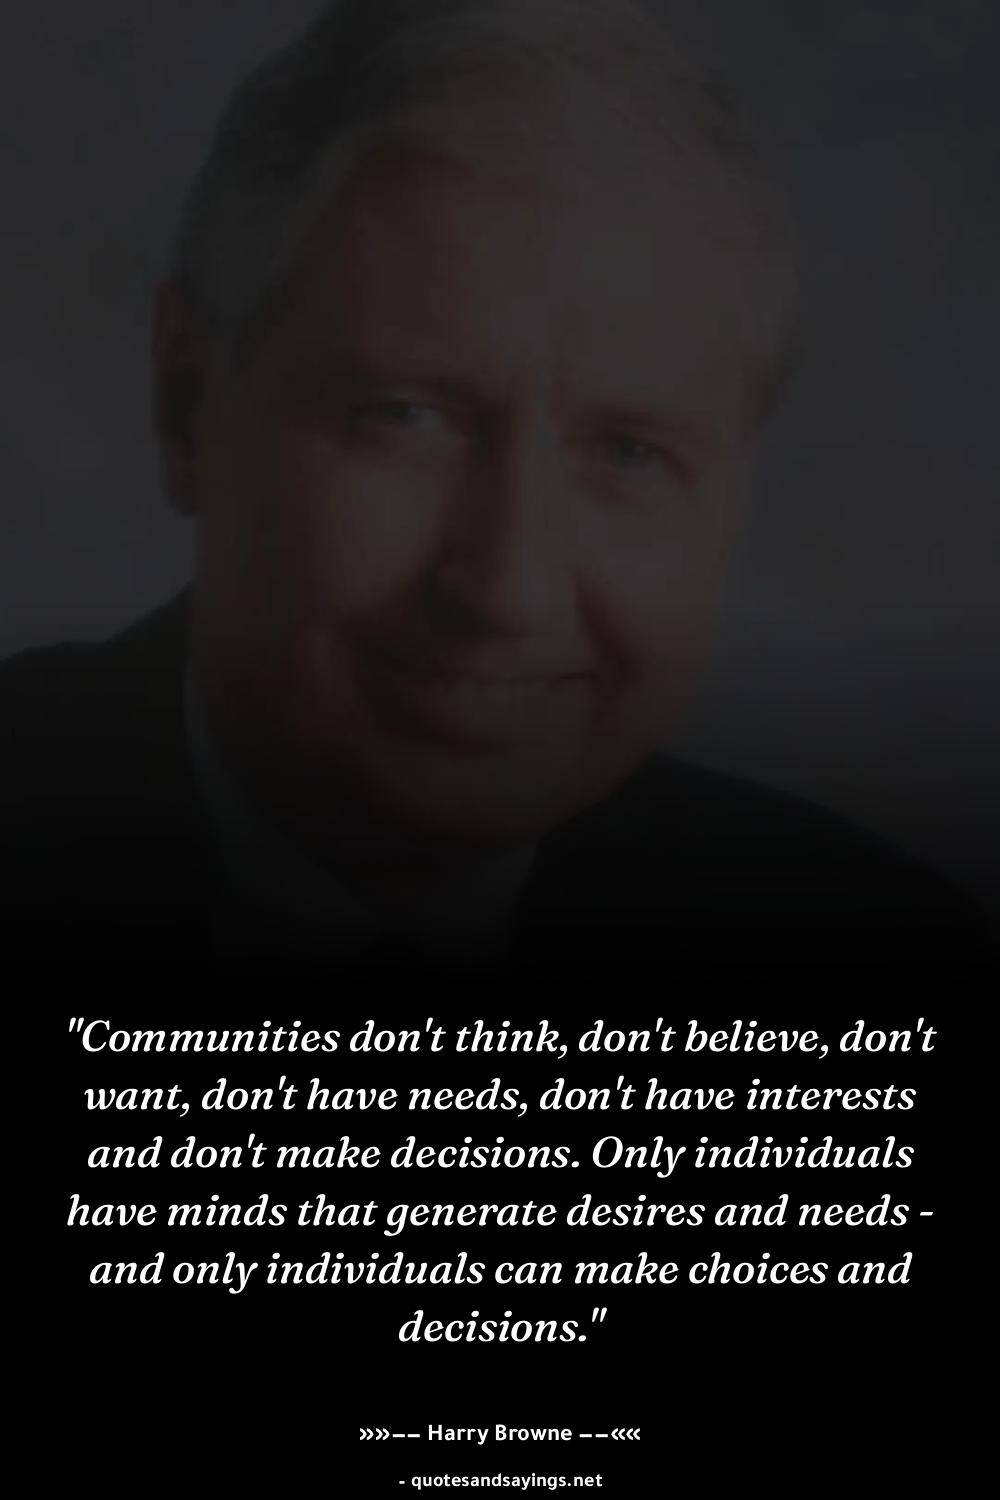 "Communities don't think, don't believe, don't
want, don't have needs, don't have interests
and don't make decisions. Only individuals
have minds that generate desires and needs -
and only individuals can make choices and
decisions."
»»–– Harry Browne ––««
- quotesandsayings.net